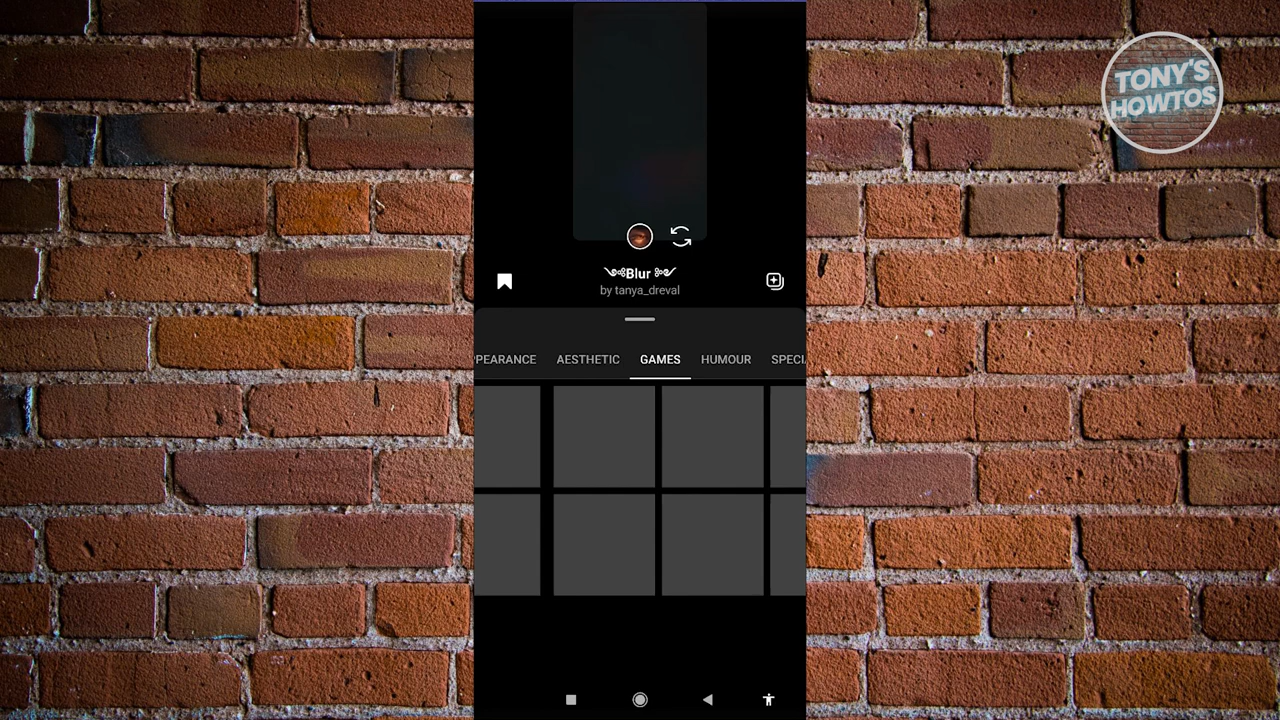 TONY'S
HOWTOS
༺Blur ༻
by tanya_dreval
PEARANCE AESTHETIC GAMES HUMOUR SPECI